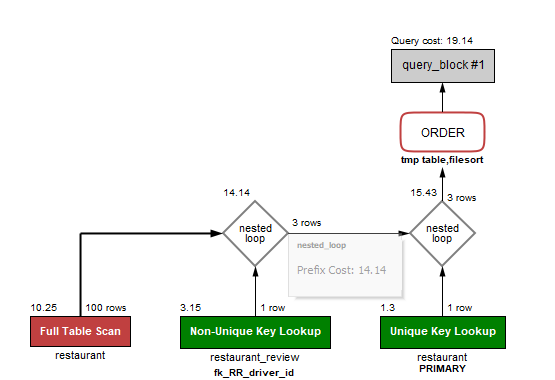 Query cost: 19.14
query_block #1
ORDER
tmp table,filesort
14.14
15.43
3 rows
nested
loop
3 rows
nested
loop
nested_loop
Prefix Cost: 14.14
10.25
100 rows
3.15
1 row
1.3
1 row
Full Table Scan
Non-Unique Key Lookup
Unique Key Lookup
restaurant
restaurant_review
restaurant
fk_RR_driver_id
PRIMARY